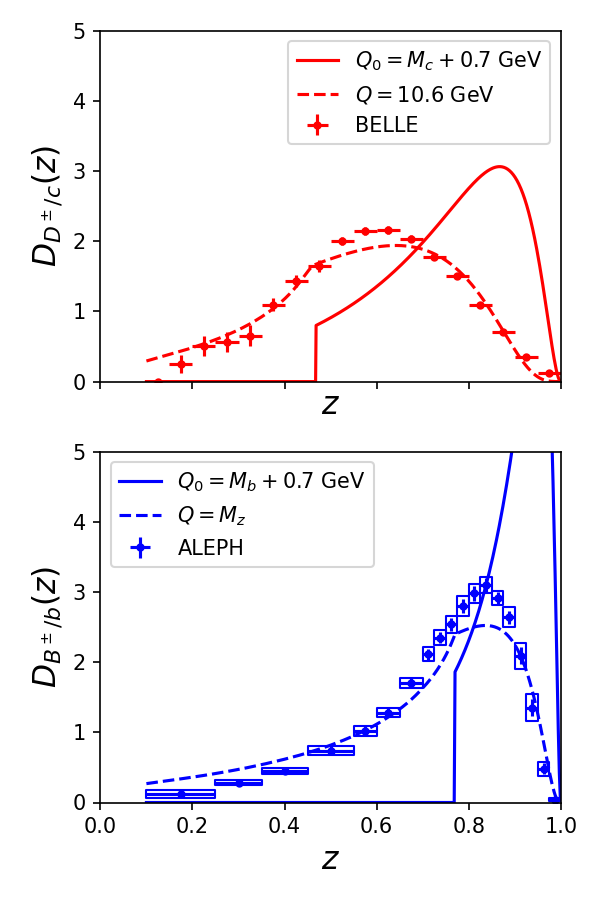 5
4
3
2
1
0
D_{D^±/c}(z)
Q_0 = M_c + 0.7 GeV
Q = 10.6 GeV
BELLE
z
5
4
3
2
1
0
D_{B^±/b}(z)
Q_0 = M_b + 0.7 GeV
Q = M_z
ALEPH
0.0 0.2 0.4 0.6 0.8 1.0
z